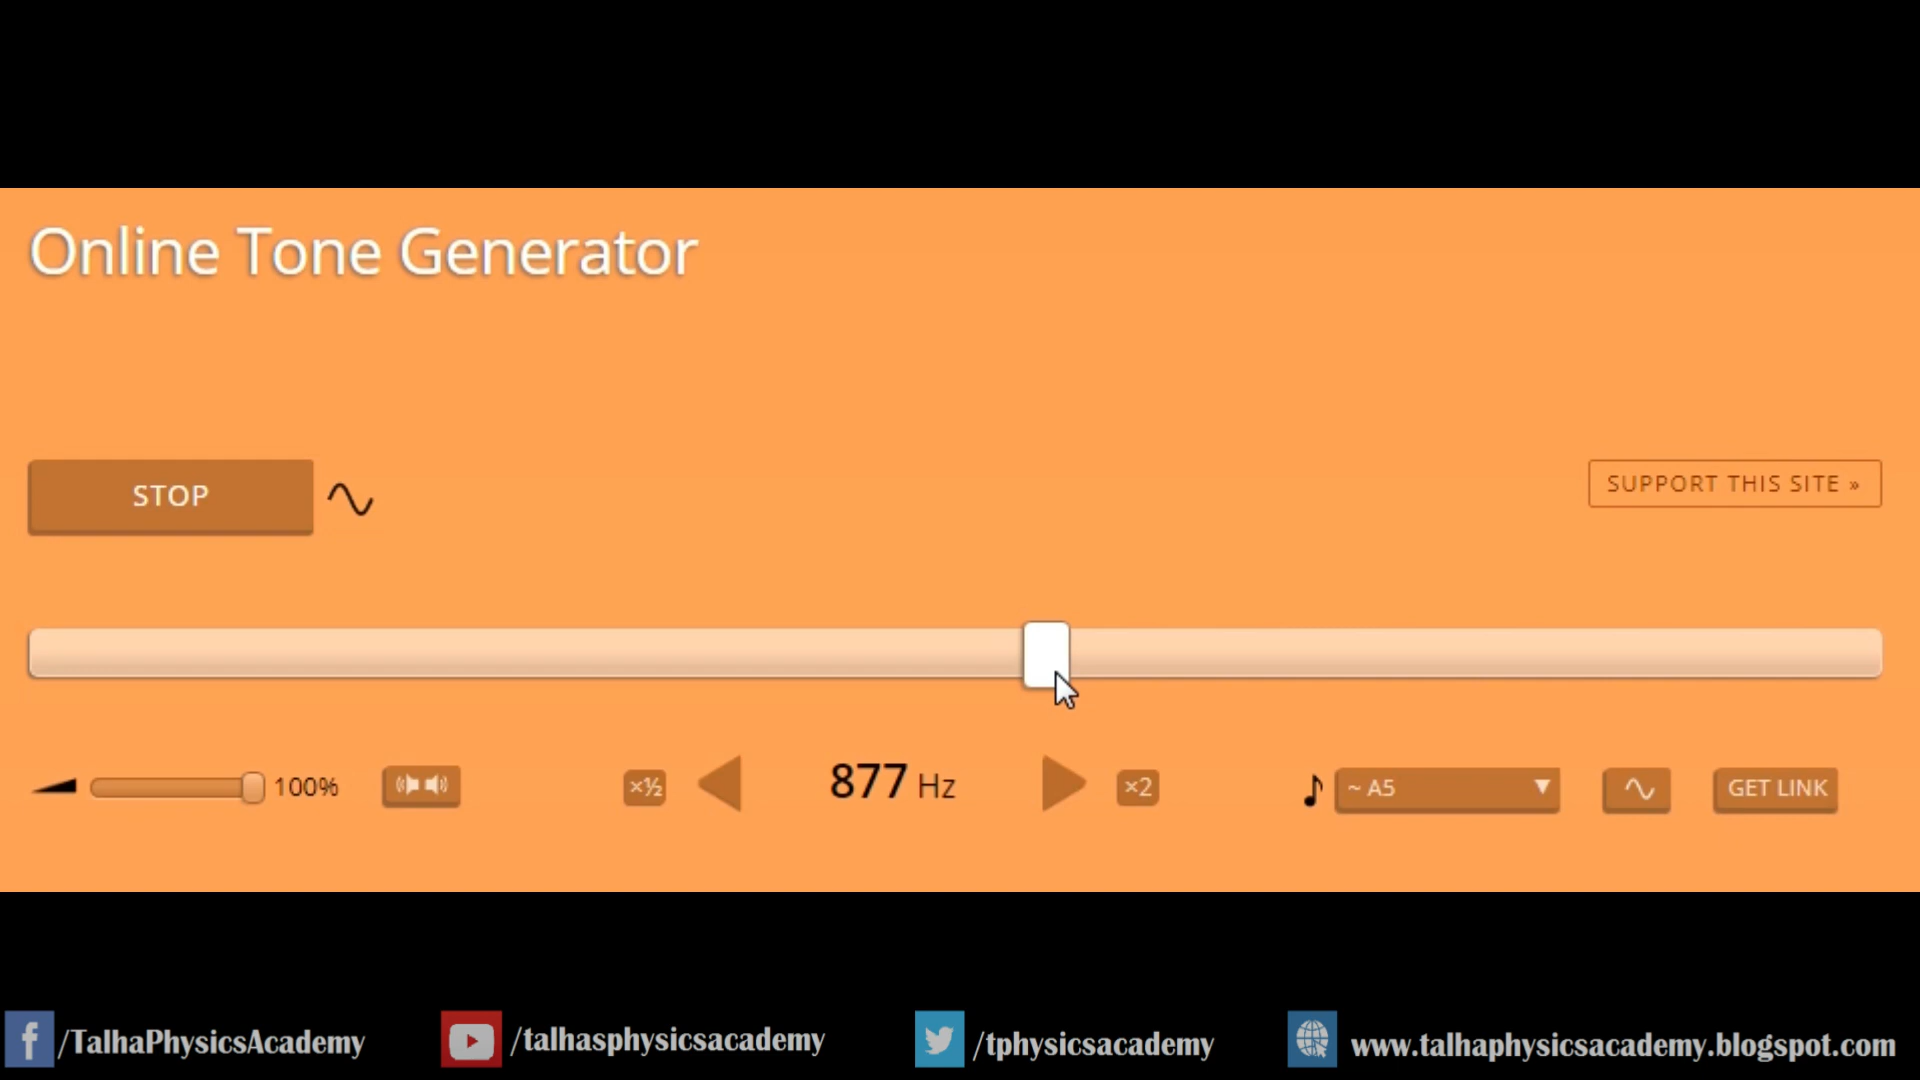 Online Tone Generator
STOP
SUPPORT THIS SITE »
100%
×½
877 Hz
×2
~ A5
GET LINK
/TalhaPhysicsAcademy
/talhasphysicsacademy
/tphysicsacademy
www.talhaphysicsacademy.blogspot.com